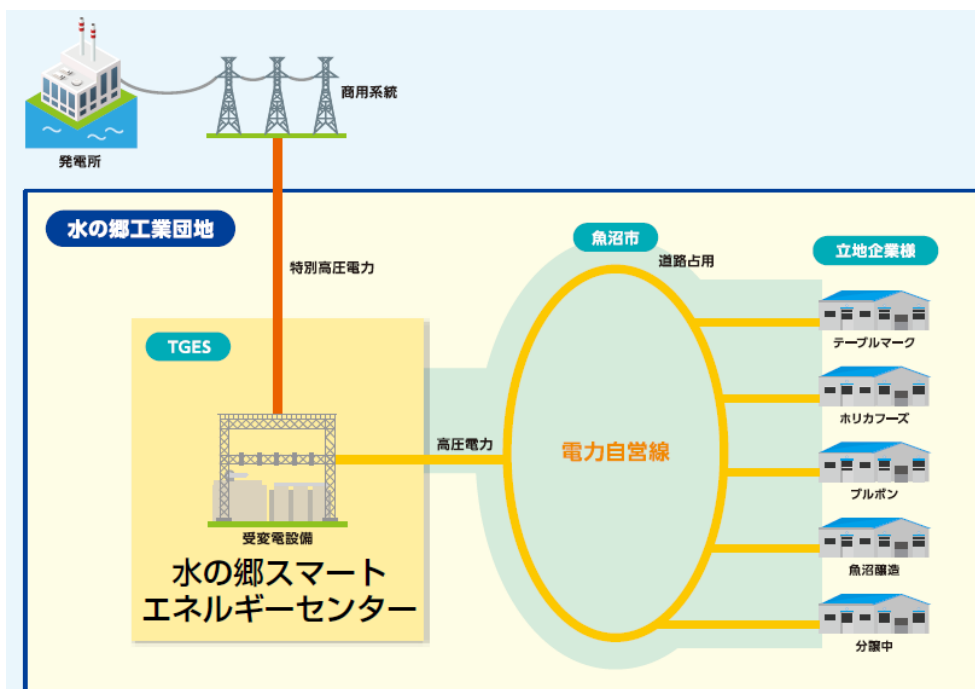 商用系統
発電所
水の郷工業団地
特別高圧電力
魚沼市
道路占用
立地企業様
TGES
テーブルマーク
ホリカフーズ
高圧電力
電力自営線
ブルボン
受変電設備
水の郷スマート
エネルギーセンター
魚沼醸造
分譲中